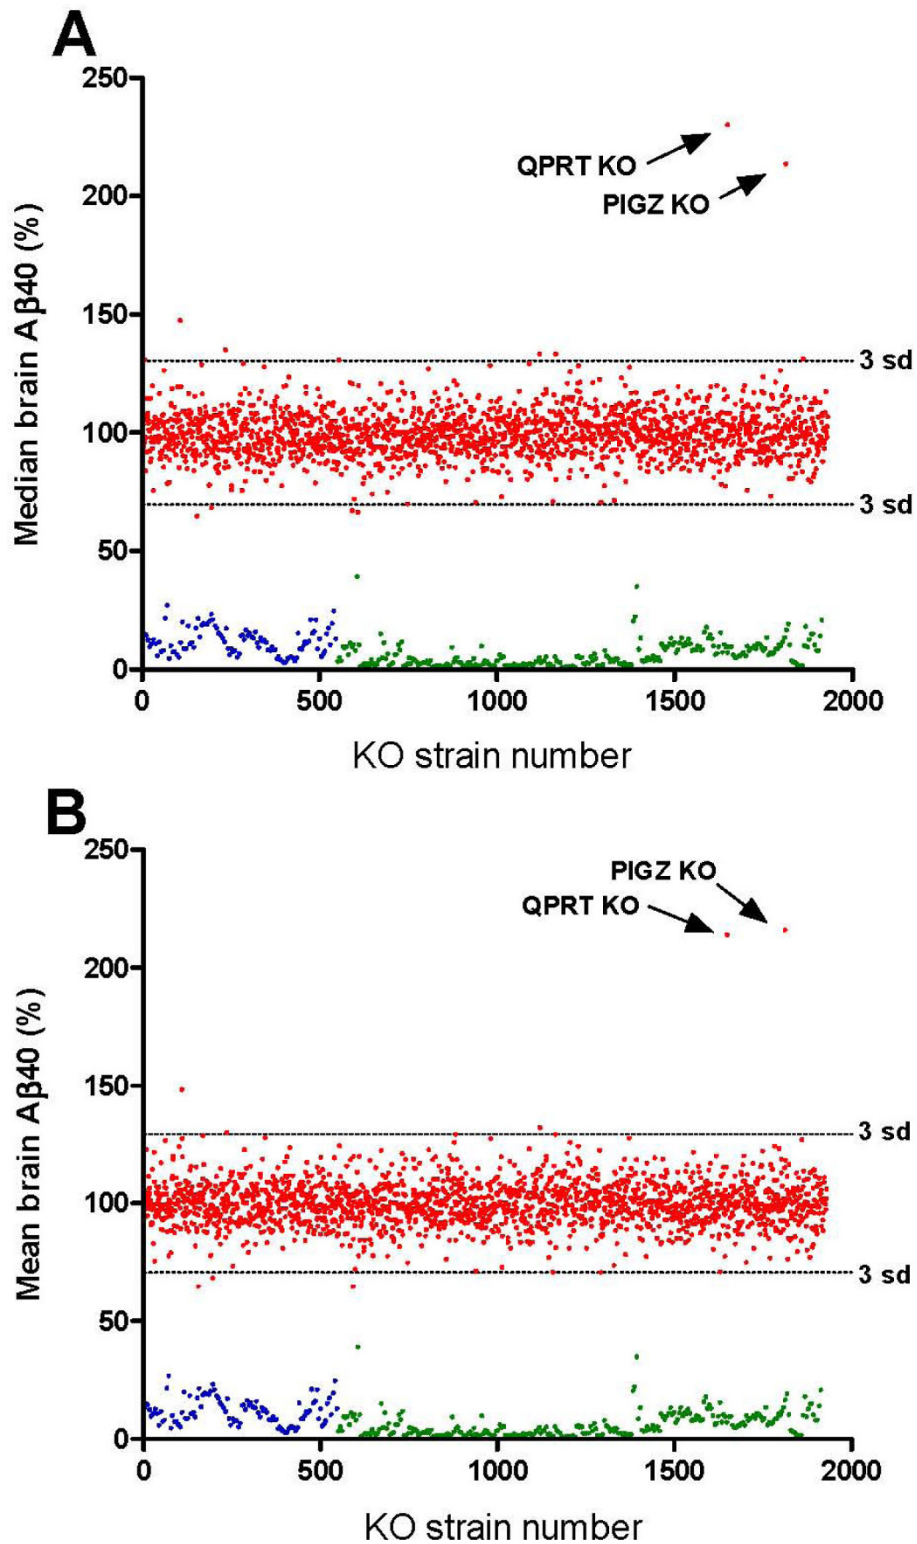 A
250
200
150
100
50
0
Median brain Aβ40 (%)
QPRT KO
PIGZ KO
3 sd
3 sd
0 500 1000 1500 2000
KO strain number
B
250
200
150
100
50
0
Mean brain Aβ40 (%)
PIGZ KO
QPRT KO
3 sd
3 sd
0 500 1000 1500 2000
KO strain number